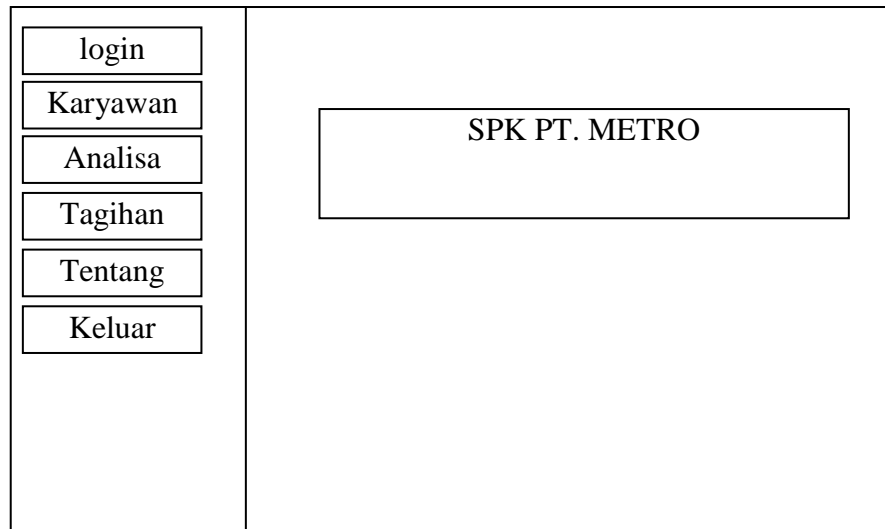 login
Karyawan
Analisa
Tagihan
Tentang
Keluar
SPK PT. METRO